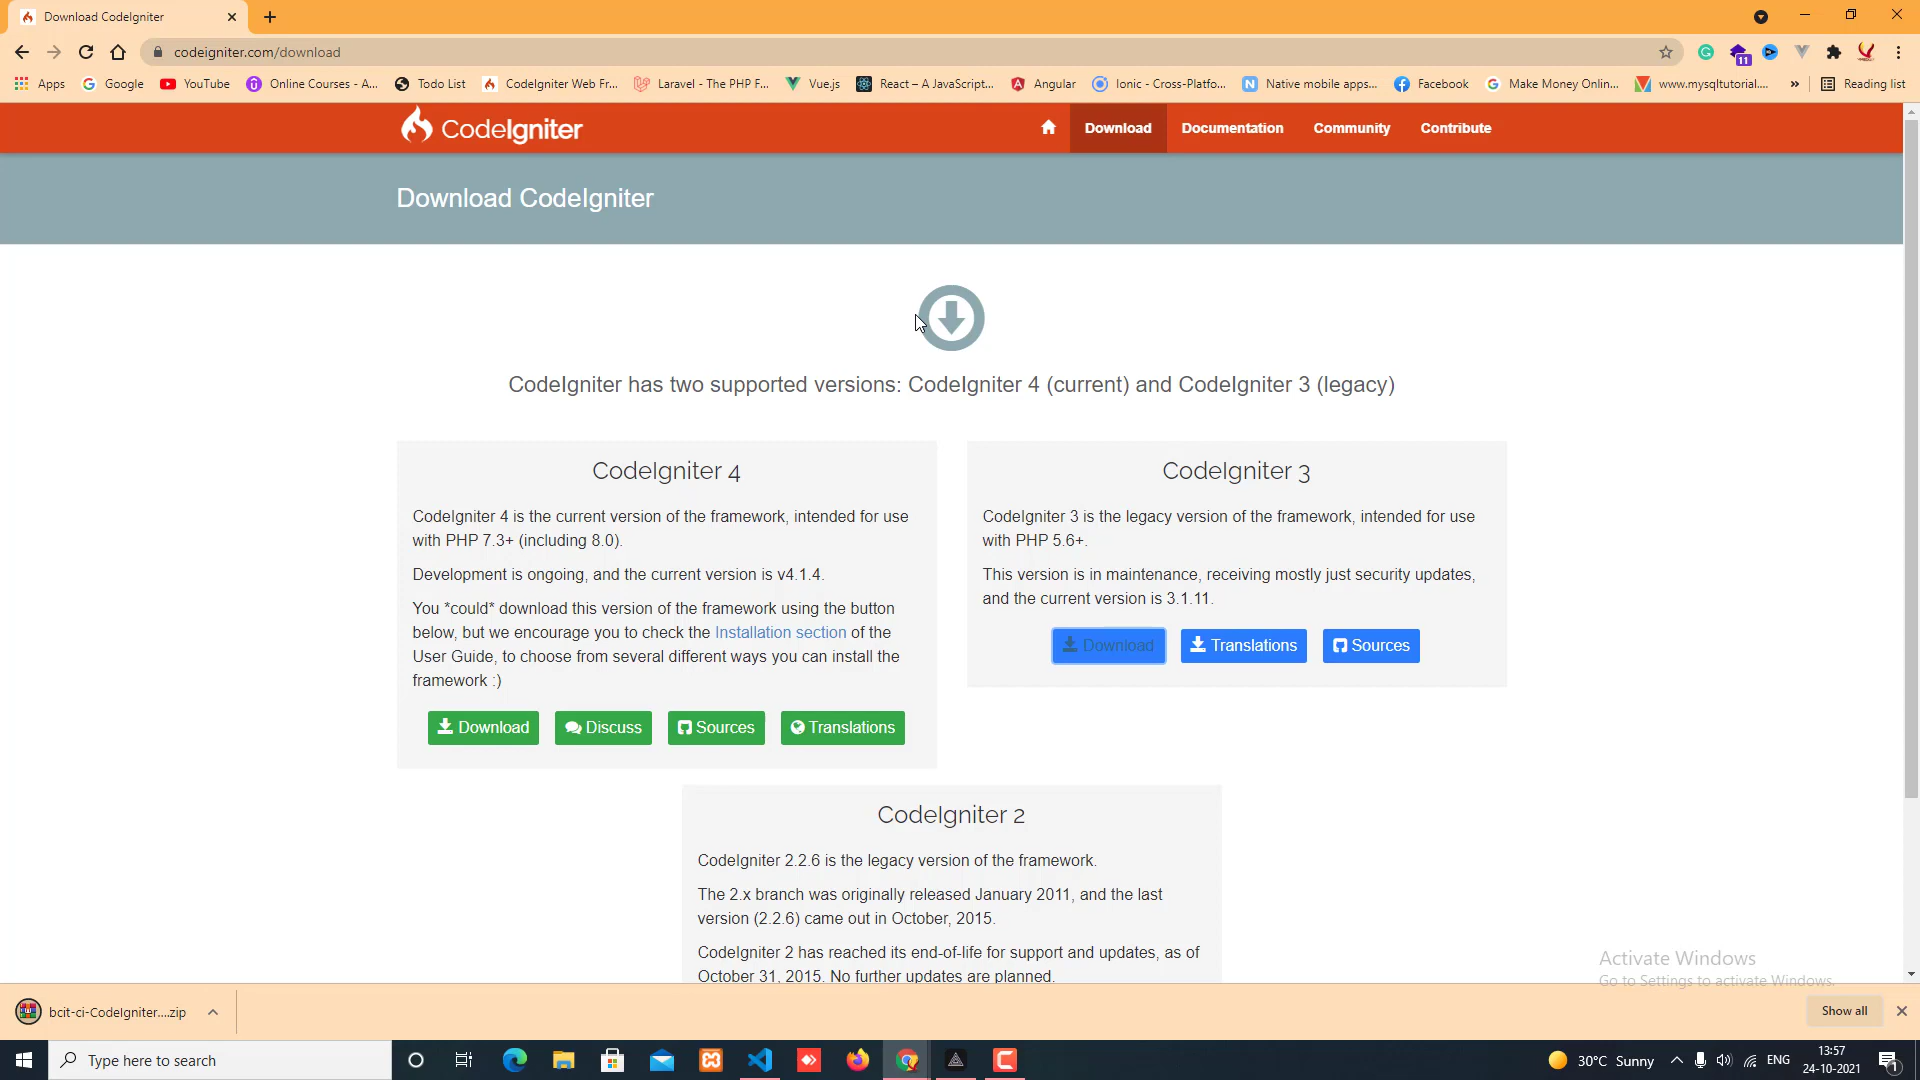 Download CodeIgniter
codeigniter.com/download
Apps
Google
YouTube
Online Courses - A...
Todo List
CodeIgniter Web Fr...
Laravel - The PHP F...
Vue.js
React – A JavaScript...
Angular
Ionic - Cross-Platfo...
Native mobile apps...
Facebook
Make Money Onlin...
www.mysqltutorial....
»
Reading list
11
CodeIgniter
Download
Documentation
Community
Contribute
Download CodeIgniter
CodeIgniter has two supported versions: CodeIgniter 4 (current) and CodeIgniter 3 (legacy)
CodeIgniter 4
CodeIgniter 4 is the current version of the framework, intended for use
with PHP 7.3+ (including 8.0).
Development is ongoing, and the current version is v4.1.4.
You *could* download this version of the framework using the button
below, but we encourage you to check the Installation section of the
User Guide, to choose from several different ways you can install the
framework :)
Download
Discuss
Sources
Translations
CodeIgniter 3
CodeIgniter 3 is the legacy version of the framework, intended for use
with PHP 5.6+.
This version is in maintenance, receiving mostly just security updates,
and the current version is 3.1.11.
Download
Translations
Sources
CodeIgniter 2
CodeIgniter 2.2.6 is the legacy version of the framework.
The 2.x branch was originally released January 2011, and the last
version (2.2.6) came out in October, 2015.
CodeIgniter 2 has reached its end-of-life for support and updates, as of
October 31, 2015. No further updates are planned.
Activate Windows
Go to Settings to activate Windows.
bcit-ci-CodeIgniter....zip
Show all
Type here to search
30°C Sunny
ENG
13:57
24-10-2021
1